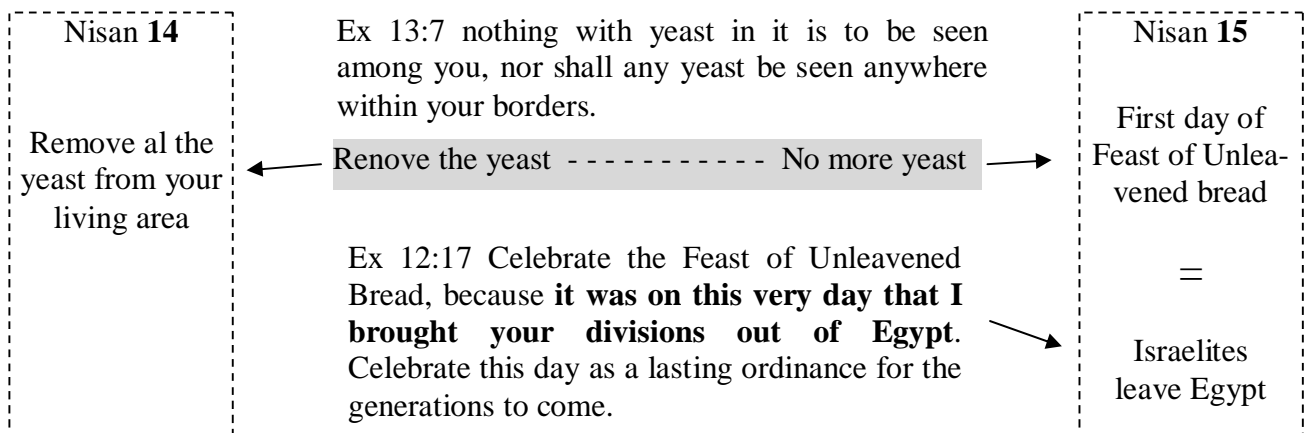 Nisan 14
Remove al the
yeast from your
living area
Ex 13:7 nothing with yeast in it is to be seen
among you, nor shall any yeast be seen anywhere
within your borders.
Renove the yeast - - - - - - - - - - - No more yeast
Ex 12:17 Celebrate the Feast of Unleavened
Bread, because it was on this very day that I
brought your divisions out of Egypt.
Celebrate this day as a lasting ordinance for the
generations to come.
Nisan 15
First day of
Feast of Unlea-
vened bread
=
Israelites
leave Egypt